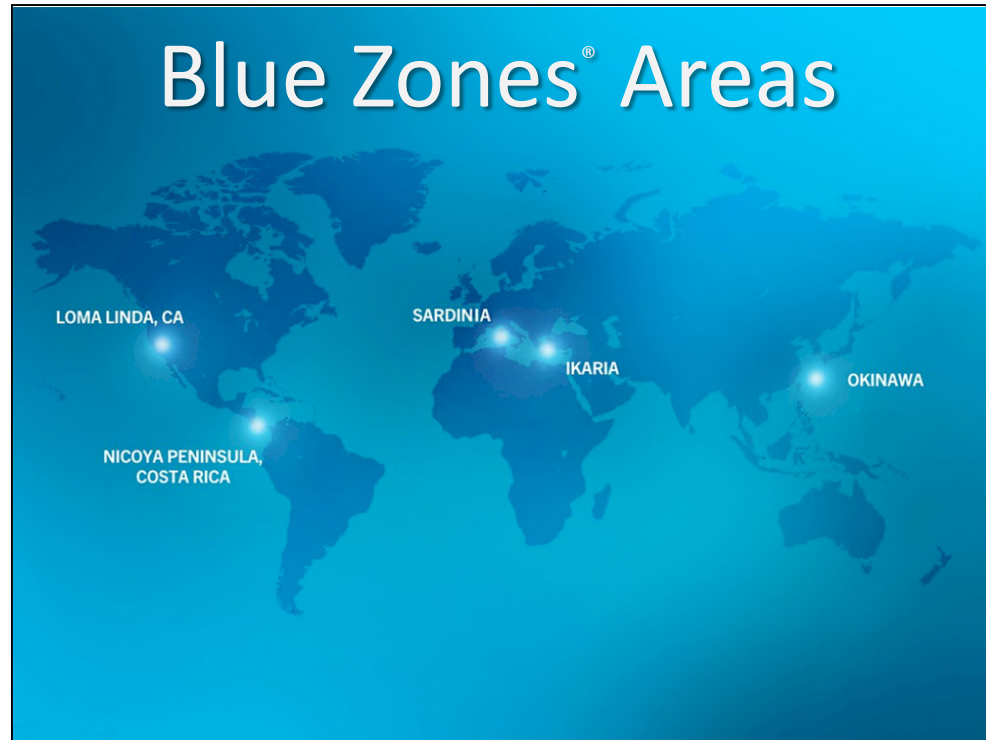 Blue Zones® Areas
LOMA LINDA, CA
SARDINIA
IKARIA
OKINAWA
NICOYA PENINSULA,
COSTA RICA